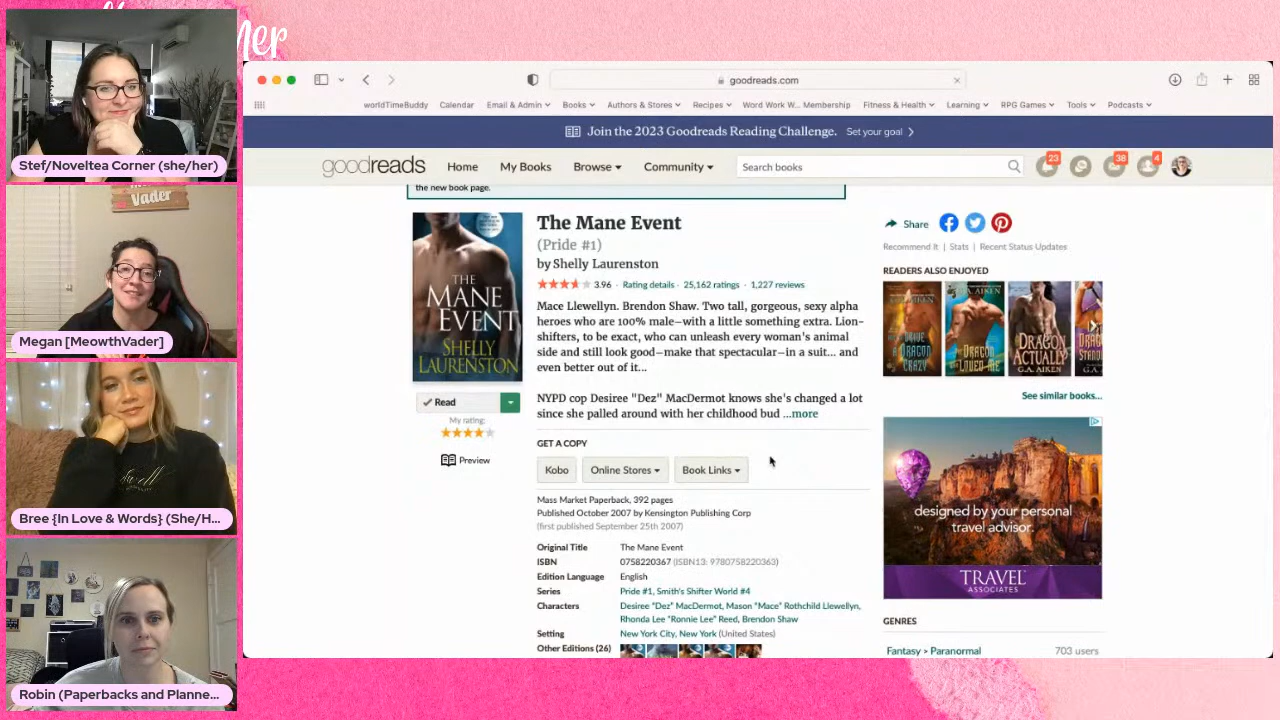 Mer
Stef/Noveltea Corner (she/her)
Vader
Megan [MeowthVader]
Bree {In Love & Words} (She/H...
Robin (Paperbacks and Planne...
goodreads.com
worldTimeBuddy Calendar Email & Admin Books Authors & Stores Recipes Word Work W... Membership Fitness & Health Learning RPG Games Tools Podcasts
Join the 2023 Goodreads Reading Challenge. Set your goal
goodreads Home My Books Browse Community Search books 23 38 4
the new book page.
THE
MANE
EVENT
SHELLY
LAURENSTON
Read
My rating:
Preview
The Mane Event
(Pride #1)
by Shelly Laurenston
3.96 · Rating details · 25,162 ratings · 1,227 reviews
Mace Llewellyn. Brendon Shaw. Two tall, gorgeous, sexy alpha
heroes who are 100% male—with a little something extra. Lion-
shifters, to be exact, who can unleash every woman's animal
side and still look good—make that spectacular—in a suit... and
even better out of it...
NYPD cop Desiree "Dez" MacDermot knows she's changed a lot
since she palled around with her childhood bud ...more
GET A COPY
Kobo Online Stores Book Links
Mass Market Paperback, 392 pages
Published October 2007 by Kensington Publishing Corp
(first published September 25th 2007)
Original Title The Mane Event
ISBN 0758220367 (ISBN13: 9780758220363)
Edition Language English
Series Pride #1, Smith's Shifter World #4
Characters Desiree "Dez" MacDermot, Mason "Mace" Rothchild Llewellyn,
Rhonda Lee "Ronnie Lee" Reed, Brendon Shaw
Setting New York City, New York (United States)
Other Editions (26)
Share
Recommend It | Stats | Recent Status Updates
READERS ALSO ENJOYED
DRAGON
ACTUALLY
G.A. AIKEN
See similar books...
designed by your personal
travel advisor.
TRAVEL
ASSOCIATES
GENRES
Fantasy > Paranormal 703 users